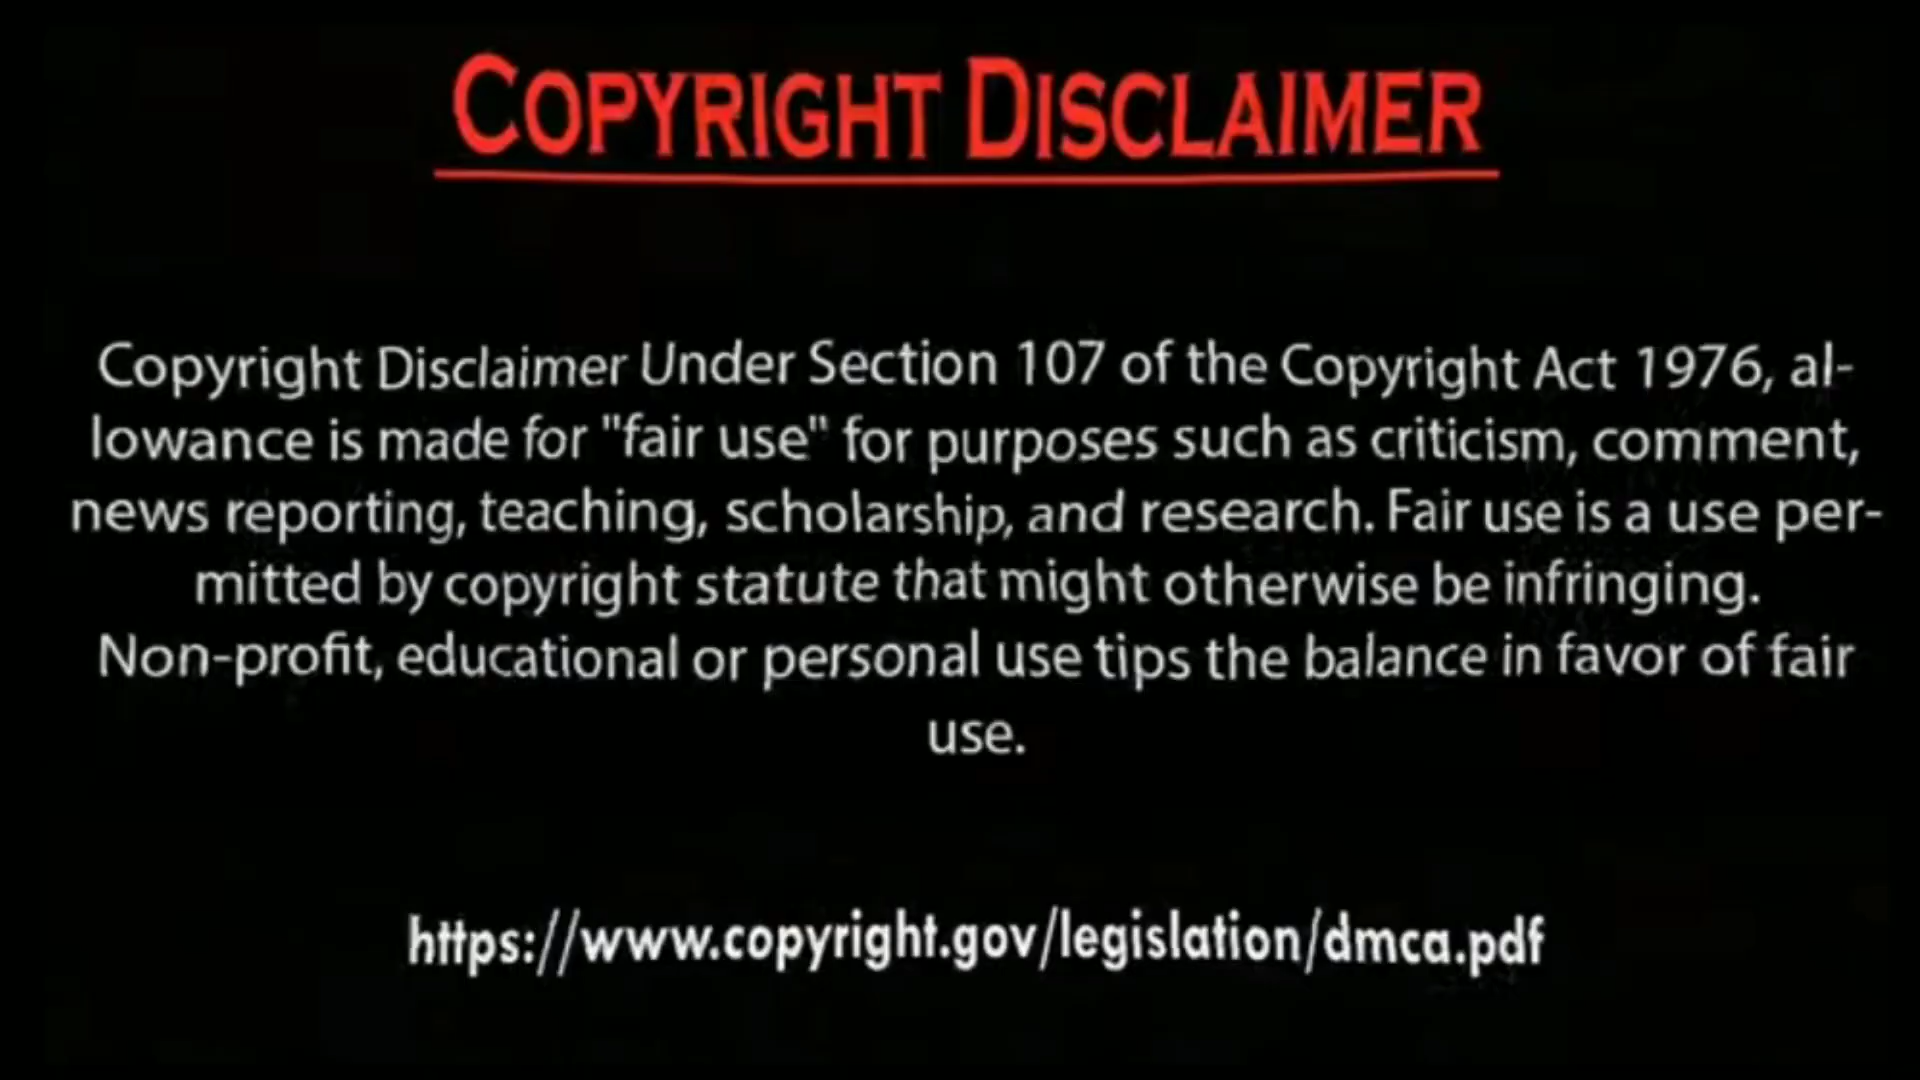 COPYRIGHT DISCLAIMER
Copyright Disclaimer Under Section 107 of the Copyright Act 1976, al-
lowance is made for "fair use" for purposes such as criticism, comment,
news reporting, teaching, scholarship, and research. Fair use is a use per-
mitted by copyright statute that might otherwise be infringing.
Non-profit, educational or personal use tips the balance in favor of fair
use.
https://www.copyright.gov/legislation/dmca.pdf